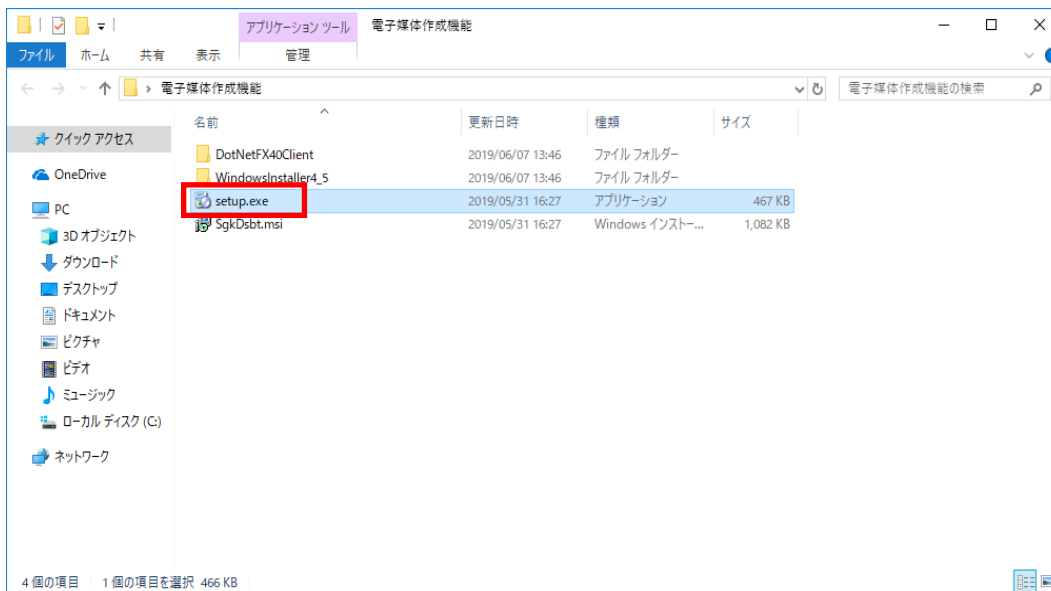 アプリケーション ツール 電子媒体作成機能
ファイル ホーム 共有 表示 管理
電子媒体作成機能 電子媒体作成機能の検索
名前 更新日時 種類 サイズ
クイック アクセス
OneDrive
PC
3D オブジェクト
ダウンロード
デスクトップ
ドキュメント
ピクチャ
ビデオ
ミュージック
ローカル ディスク (C:)
ネットワーク
DotNetFX40Client 2019/06/07 13:46 ファイル フォルダー
WindowsInstaller4_5 2019/06/07 13:46 ファイル フォルダー
setup.exe 2019/05/31 16:27 アプリケーション 467 KB
SgkDsbt.msi 2019/05/31 16:27 Windows インストー... 1,082 KB
4 個の項目 1 個の項目を選択 466 KB